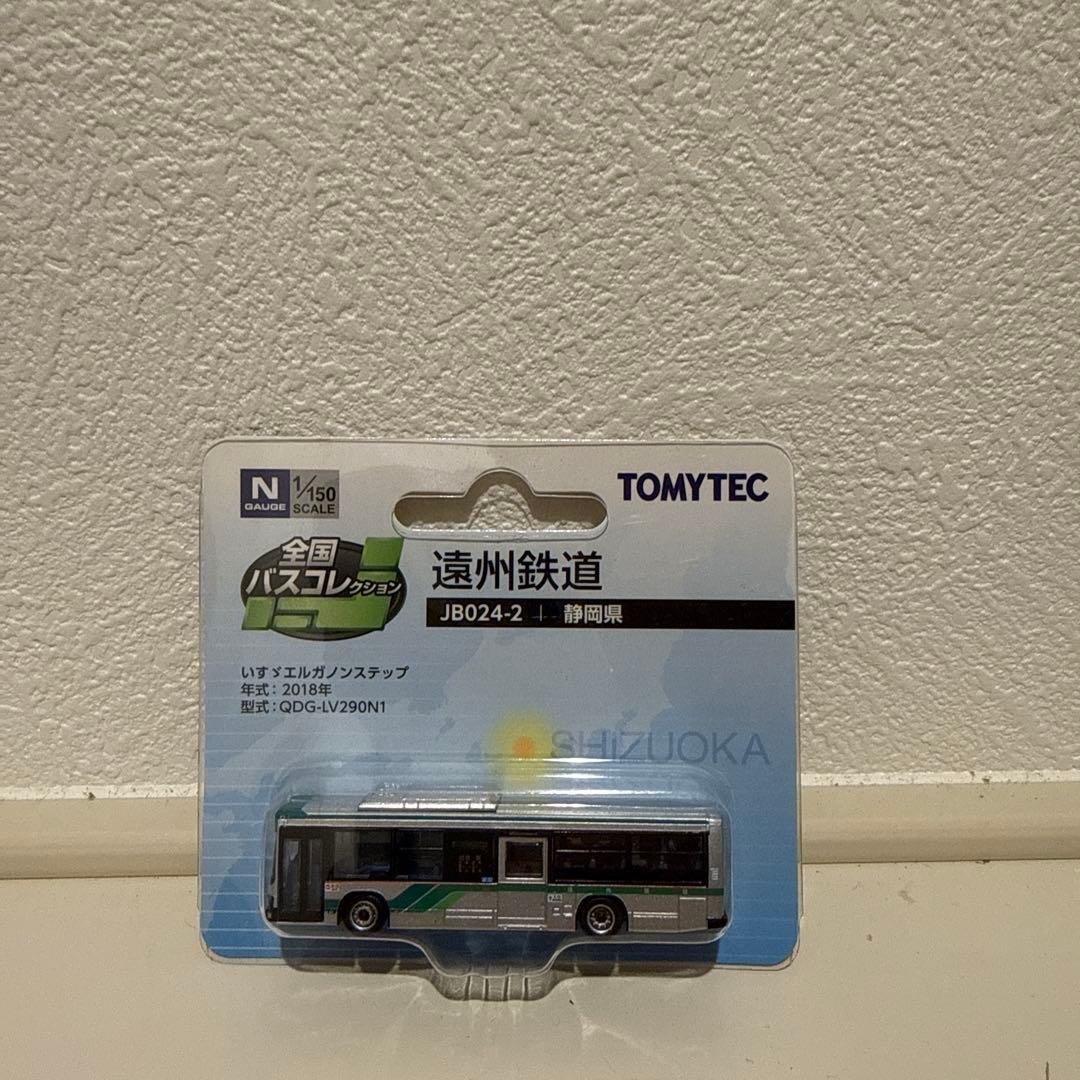 N GAUGE 1/150 SCALE
TOMYTEC
全国
バスコレクション
遠州鉄道
JB024-2 | 静岡県
いすゞエルガノンステップ
年式：2018年
型式：QDG-LV290N1
SHIZUOKA